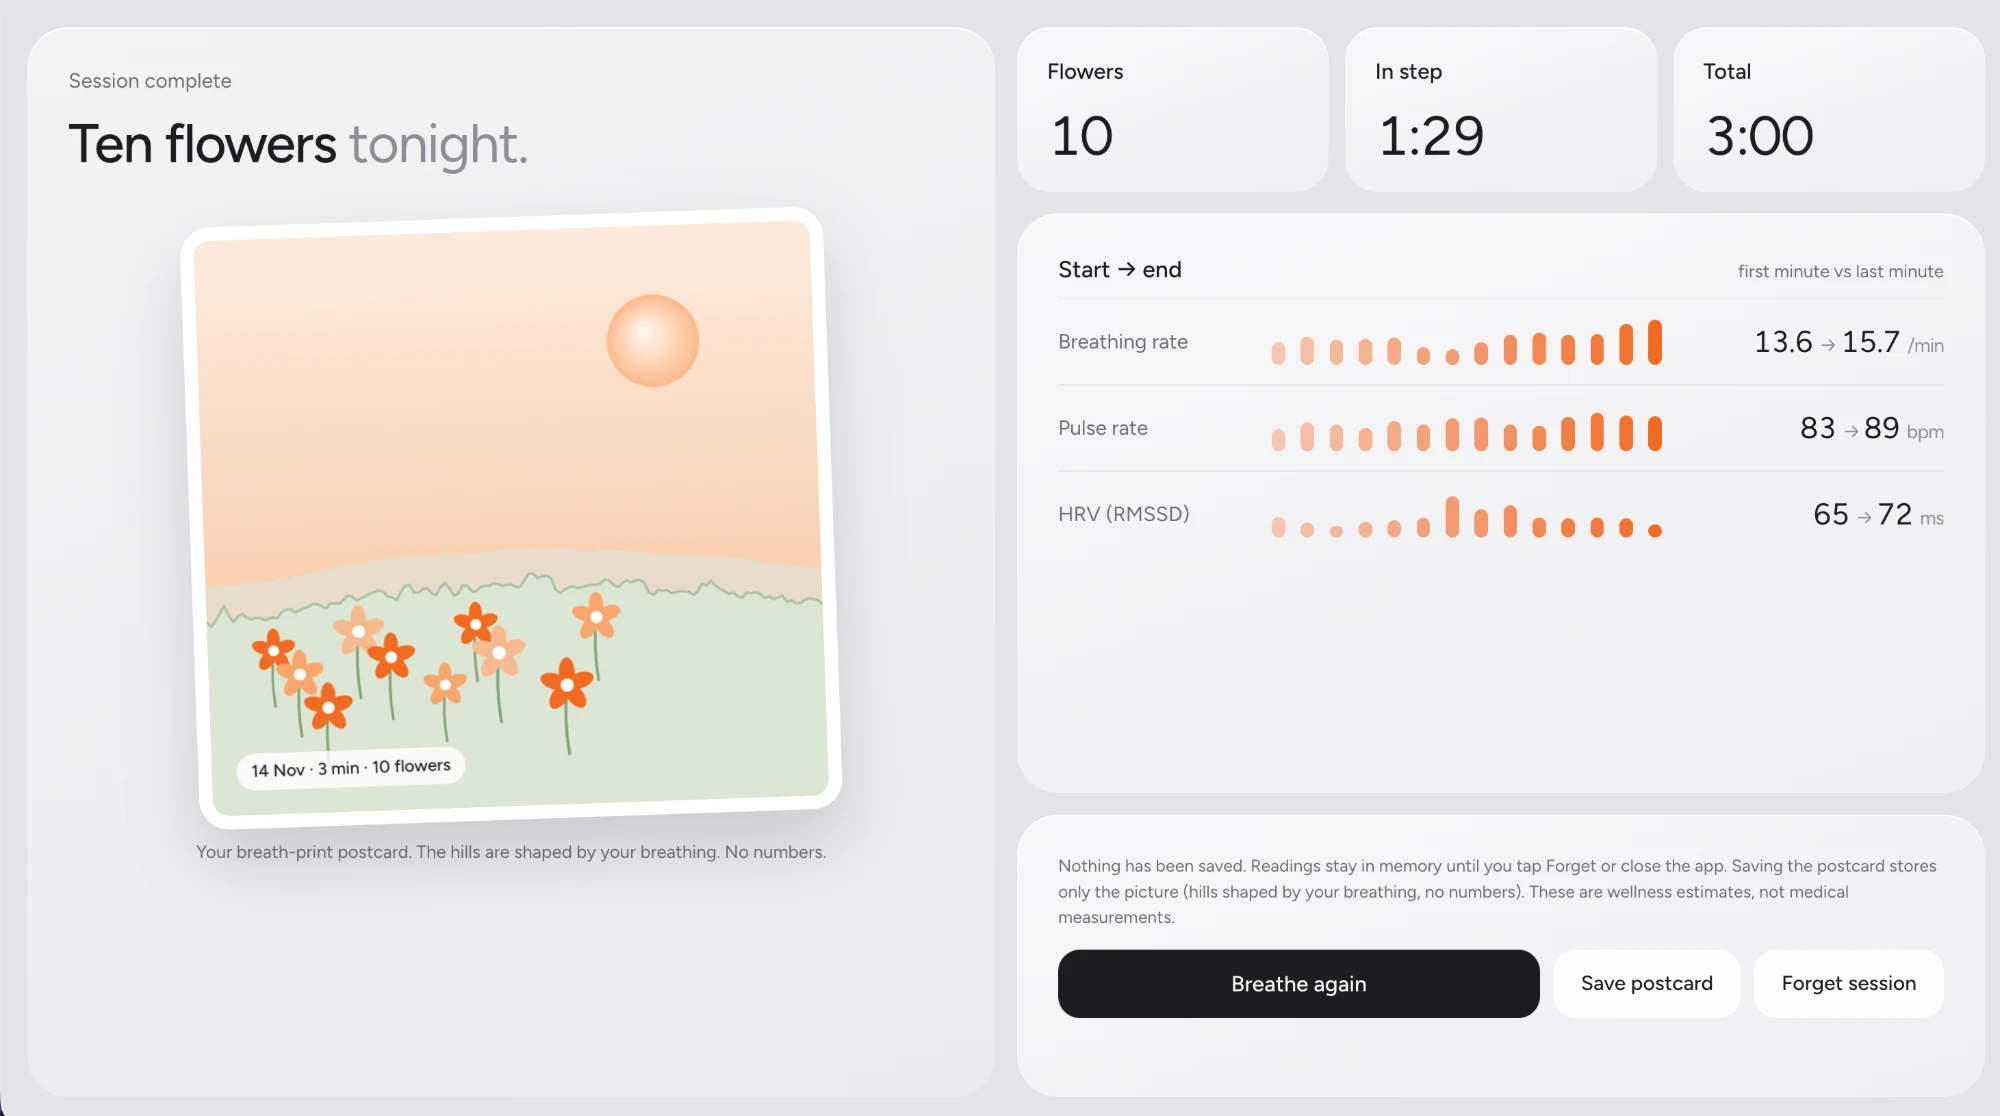 Session complete
Ten flowers tonight.
14 Nov · 3 min · 10 flowers
Your breath-print postcard. The hills are shaped by your breathing. No numbers.
Flowers
10
In step
1:29
Total
3:00
Start → end
first minute vs last minute
Breathing rate
13.6 → 15.7 /min
Pulse rate
83 → 89 bpm
HRV (RMSSD)
65 → 72 ms
Nothing has been saved. Readings stay in memory until you tap Forget or close the app. Saving the postcard stores
only the picture (hills shaped by your breathing, no numbers). These are wellness estimates, not medical
measurements.
Breathe again
Save postcard
Forget session